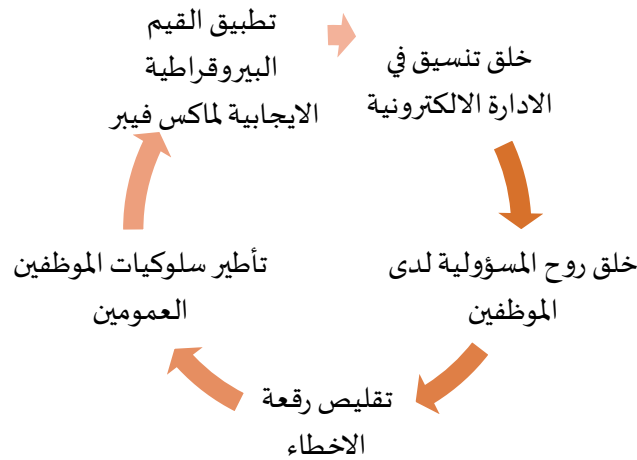 خلق تنسيق في
الادارة الالكترونية
خلق روح المسؤولية لدى
الموظفين
تقليص رقعة
الاخطاء
تأطير سلوكيات الموظفين
العمومين
تطبيق القيم
البيروقراطية
الايجابية لماكس فيبر